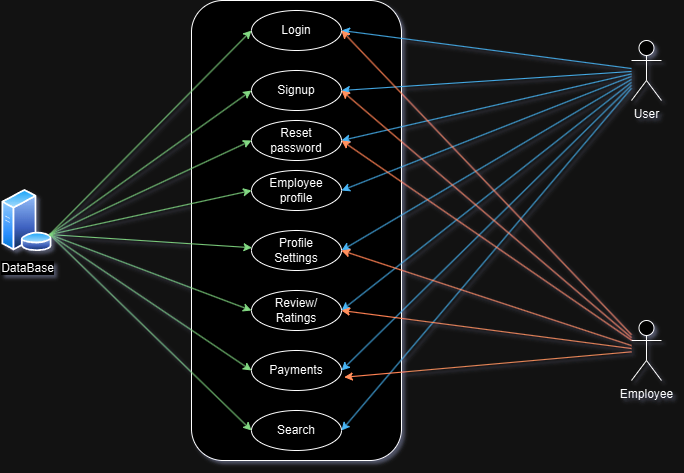 Login
Signup
Reset
password
Employee
profile
Profile
Settings
Review/
Ratings
Payments
Search
DataBase
User
Employee